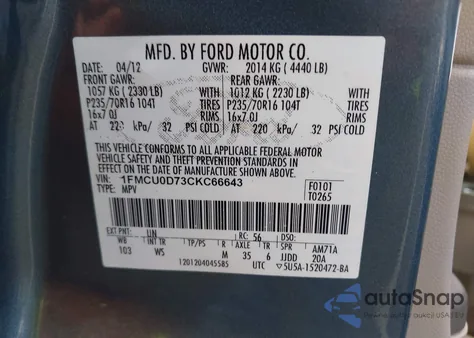 MFD. BY FORD MOTOR CO.
DATE: 04/12 GVWR: 2014 KG (4440 LB)
FRONT GAWR: REAR GAWR:
1057 KG (2330 LB) WITH 1012 KG (2230 LB) WITH
P235/70R16 104T TIRES P235/70R16 104T TIRES
16x7.0J RIMS 16x7.0J RIMS
AT 220 kPa/ 32 PSI COLD AT 220 kPa/ 32 PSI COLD
THIS VEHICLE CONFORMS TO ALL APPLICABLE FEDERAL MOTOR
VEHICLE SAFETY AND THEFT PREVENTION STANDARDS IN EFFECT ON
THE DATE OF MANUFACTURE SHOWN ABOVE.
VIN: 1FMCU0D73CKC66643 F0101
TYPE: MPV T0265
EXT PNT: UN RC: 56 DSO:
WB INT TR TP/PS R AXLE TR SPR AM71A
103 WS M 35 6 JJDD 20A
1201204045585 UTC ▽5U5A-1520472-BA
autoSnap